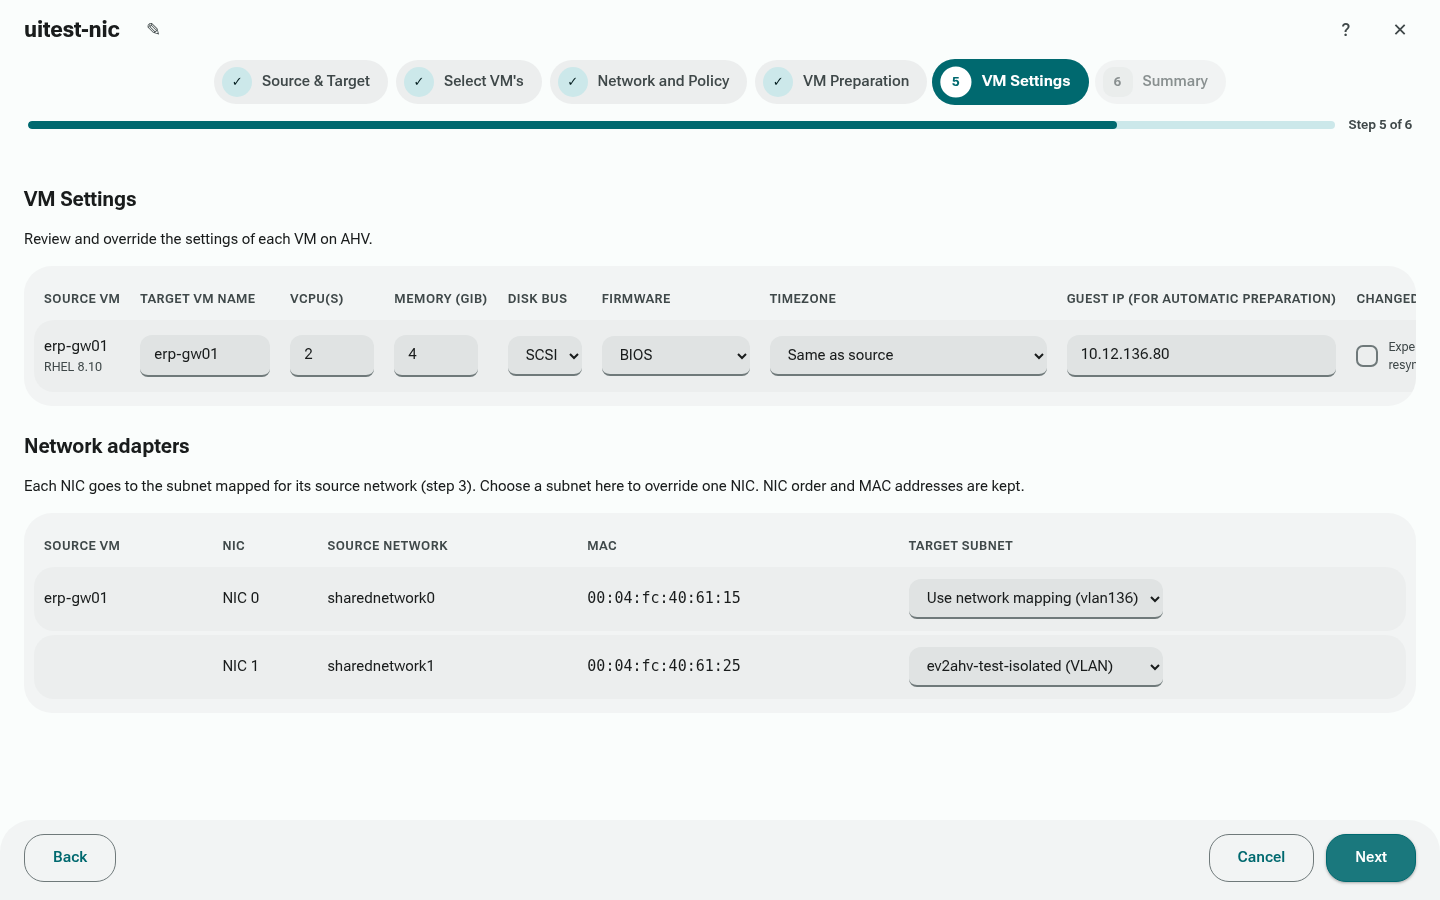 uitest-nic ✎ ? ✕
✓ Source & Target ✓ Select VM's ✓ Network and Policy ✓ VM Preparation 5 VM Settings 6 Summary
Step 5 of 6
VM Settings
Review and override the settings of each VM on AHV.
SOURCE VM TARGET VM NAME VCPU(S) MEMORY (GIB) DISK BUS FIRMWARE TIMEZONE GUEST IP (FOR AUTOMATIC PREPARATION) CHANGED
erp-gw01 erp-gw01 2 4 SCSI BIOS Same as source 10.12.136.80 Expe
RHEL 8.10 resyn
Network adapters
Each NIC goes to the subnet mapped for its source network (step 3). Choose a subnet here to override one NIC. NIC order and MAC addresses are kept.
SOURCE VM NIC SOURCE NETWORK MAC TARGET SUBNET
erp-gw01 NIC 0 sharednetwork0 00:04:fc:40:61:15 Use network mapping (vlan136)
NIC 1 sharednetwork1 00:04:fc:40:61:25 ev2ahv-test-isolated (VLAN)
Back Cancel Next